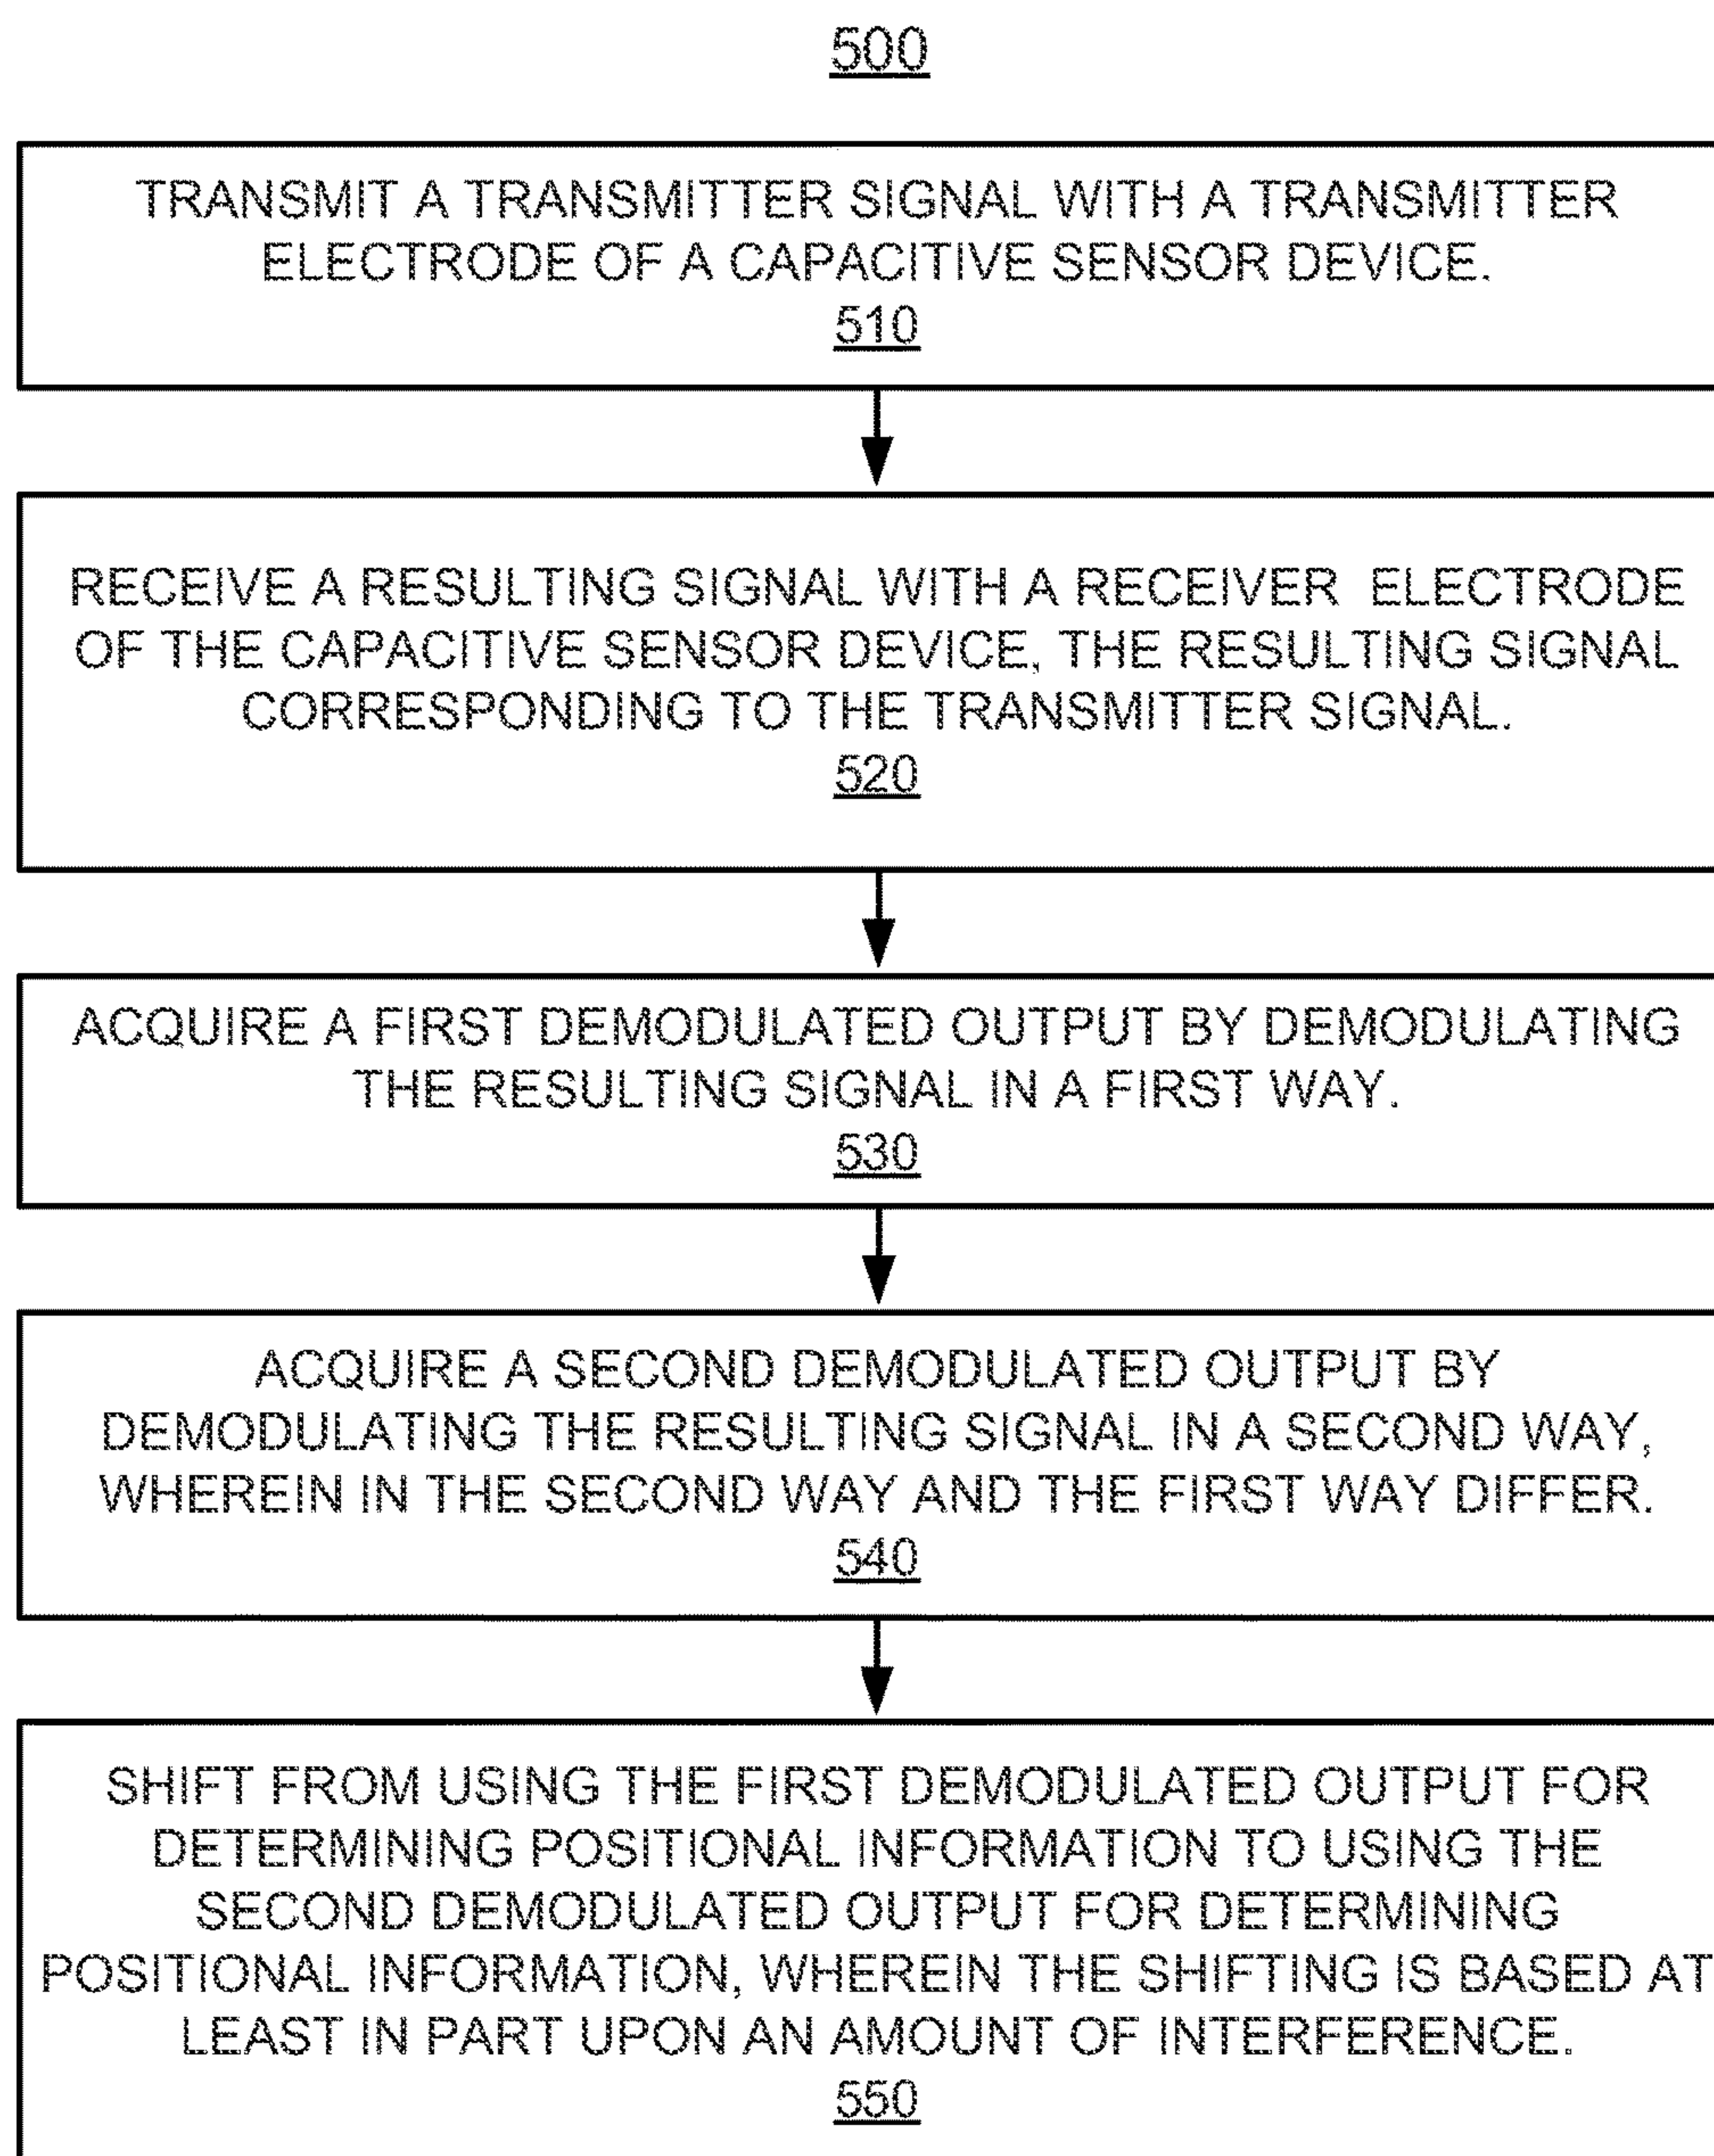 500
TRANSMIT A TRANSMITTER SIGNAL WITH A TRANSMITTER
ELECTRODE OF A CAPACITIVE SENSOR DEVICE.
510
RECEIVE A RESULTING SIGNAL WITH A RECEIVER ELECTRODE
OF THE CAPACITIVE SENSOR DEVICE, THE RESULTING SIGNAL
CORRESPONDING TO THE TRANSMITTER SIGNAL.
520
ACQUIRE A FIRST DEMODULATED OUTPUT BY DEMODULATING
THE RESULTING SIGNAL IN A FIRST WAY.
530
ACQUIRE A SECOND DEMODULATED OUTPUT BY
DEMODULATING THE RESULTING SIGNAL IN A SECOND WAY,
WHEREIN IN THE SECOND WAY AND THE FIRST WAY DIFFER.
540
SHIFT FROM USING THE FIRST DEMODULATED OUTPUT FOR
DETERMINING POSITIONAL INFORMATION TO USING THE
SECOND DEMODULATED OUTPUT FOR DETERMINING
POSITIONAL INFORMATION, WHEREIN THE SHIFTING IS BASED AT
LEAST IN PART UPON AN AMOUNT OF INTERFERENCE.
550